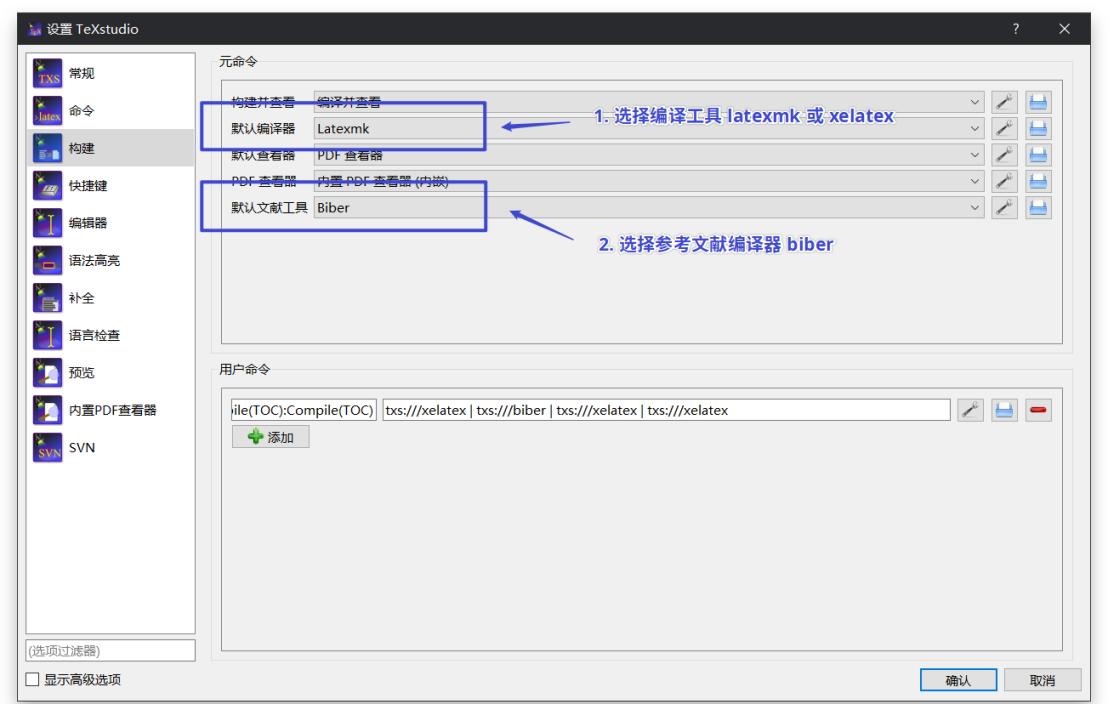 设置 TeXstudio
常规
命令
构建
快捷键
编辑器
语法高亮
补全
语言检查
预览
内置PDF查看器
SVN
(选项过滤器)
显示高级选项
元命令
构建并查看 编译并查看
默认编译器 Latexmk
1. 选择编译工具 latexmk 或 xelatex
默认查看器 PDF 查看器
PDF 查看器 内置 PDF 查看器 (内嵌)
默认文献工具 Biber
2. 选择参考文献编译器 biber
用户命令
ile(TOC):Compile(TOC) txs:///xelatex | txs:///biber | txs:///xelatex | txs:///xelatex
添加
确认 取消